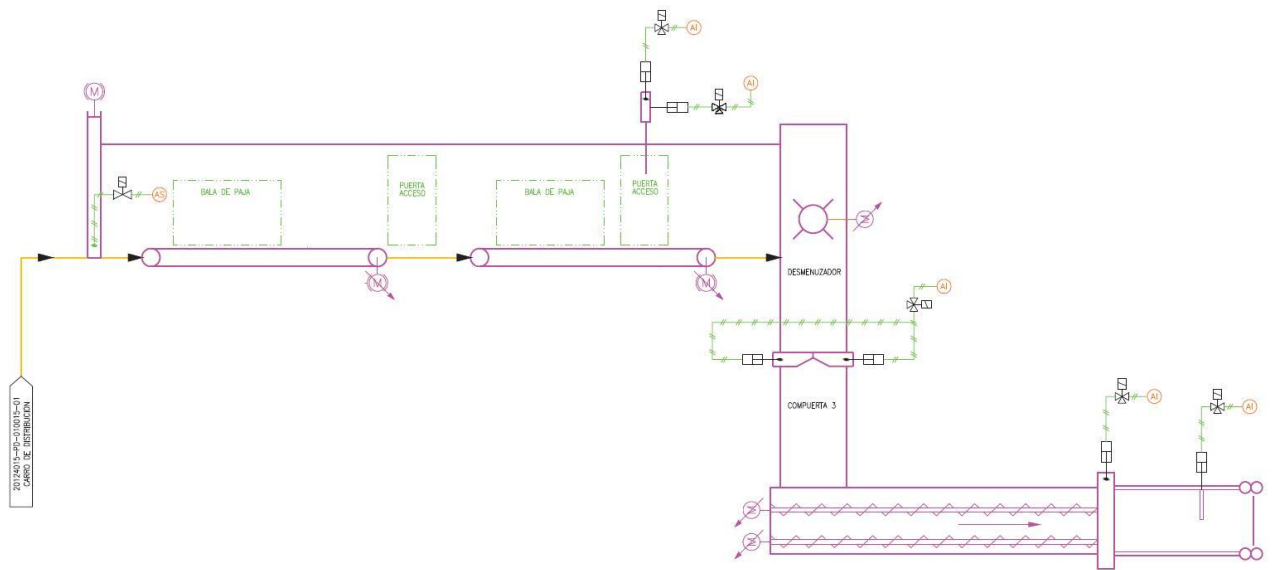 AI
AI
M
AS
BALA DE PAJA
PUERTA
ACCESO
BALA DE PAJA
PUERTA
ACCESO
M
M
M
DESMENUZADOR
AI
COMPUERTA 3
AI
AI
20124015-PD-010015-01
CARRO DE DISTRIBUCION
M
M